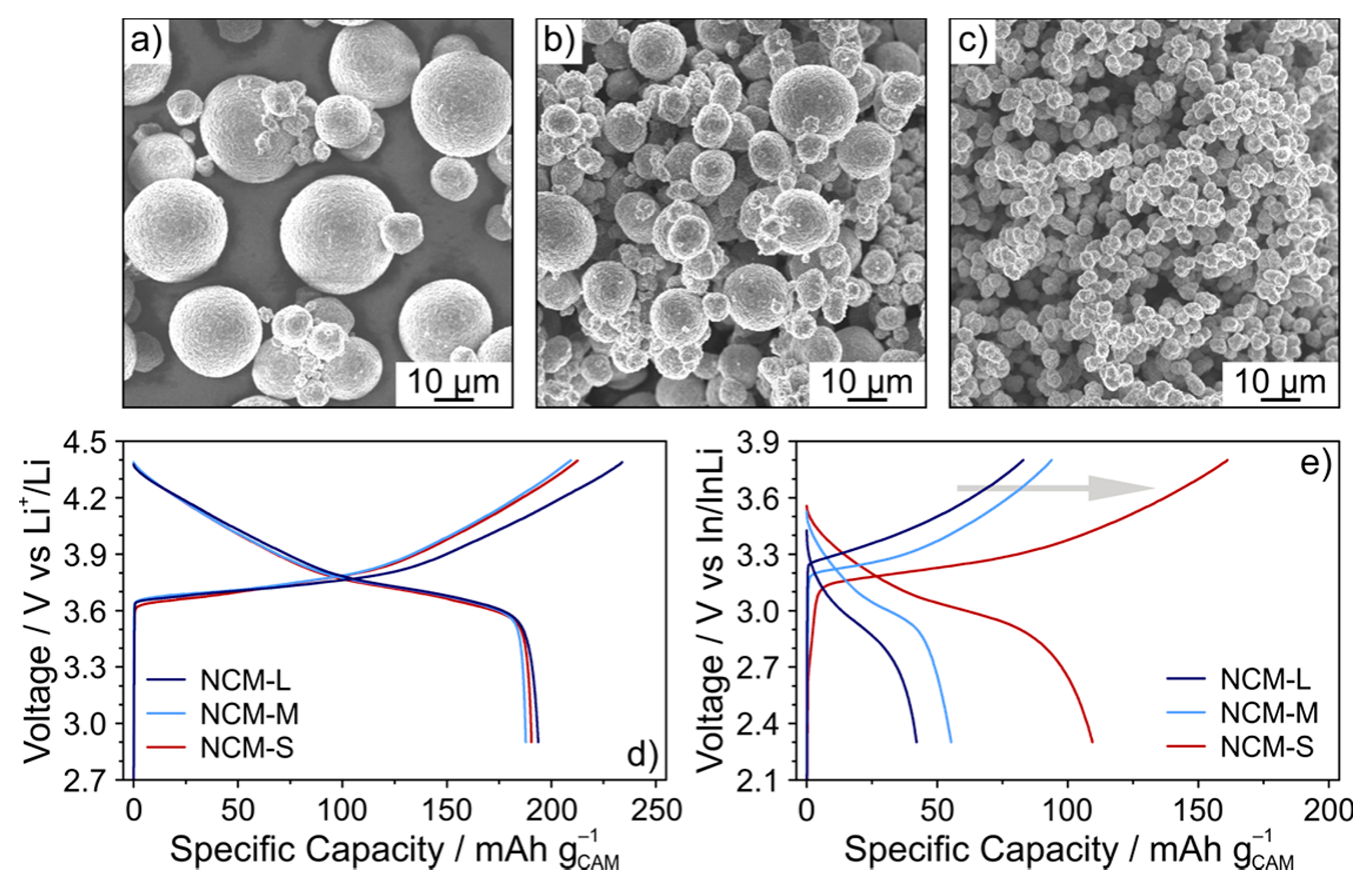 a)
10 µm
b)
10 µm
c)
10 µm
4.5
4.2
3.9
3.6
3.3
3.0
2.7
Voltage / V vs Li⁺/Li
NCM-L
NCM-M
NCM-S
d)
0 50 100 150 200 250
Specific Capacity / mAh g⁻¹CAM
3.9
3.6
3.3
3.0
2.7
2.4
2.1
Voltage / V vs In/InLi
e)
NCM-L
NCM-M
NCM-S
0 50 100 150 200
Specific Capacity / mAh g⁻¹CAM